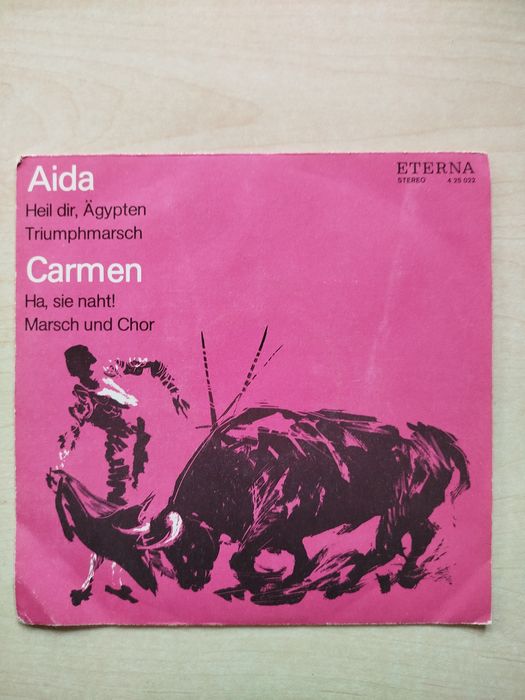 Aida
Heil dir, Ägypten
Triumphmarsch
Carmen
Ha, sie naht!
Marsch und Chor
ETERNA
STEREO 4 25 022